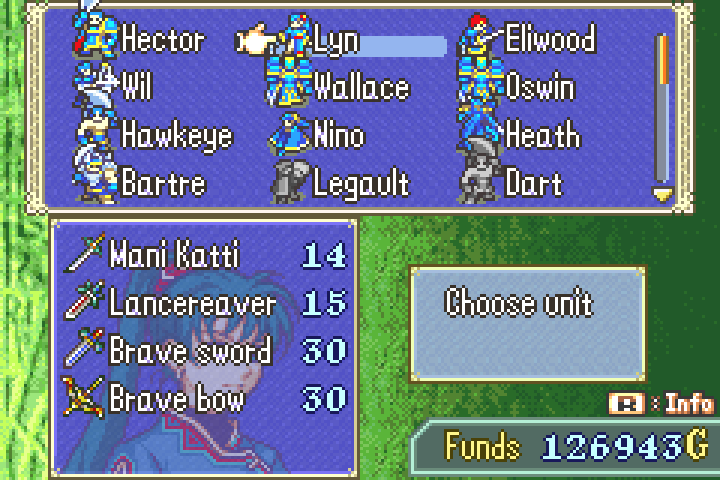 Hector Lyn Eliwood
Wil Wallace Oswin
Hawkeye Nino Heath
Bartre Legault Dart
Mani Katti 14
Lancereaver 15
Brave sword 30
Brave bow 30
Choose unit
R : Info
Funds 126943G